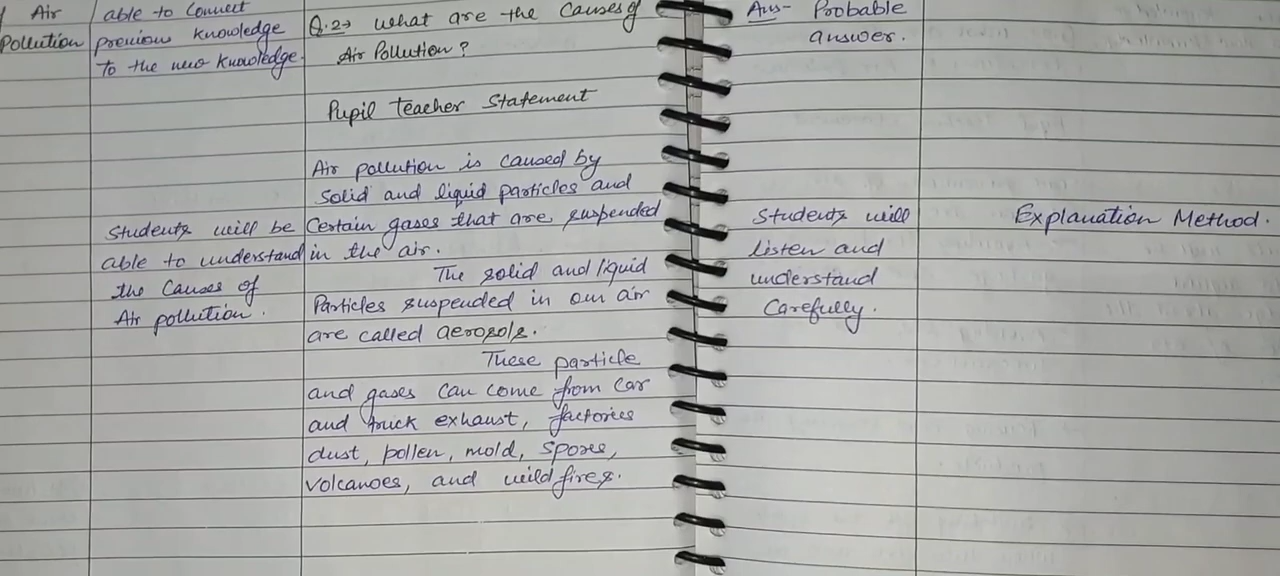 Air
Pollution
able to connect
previous knowledge
to the new knowledge.
Students will be
able to understand
the causes of
Air pollution.
Q.2→ What are the causes of
Air Pollution?
Pupil Teacher Statement
Air pollution is caused by
Solid and liquid particles and
Certain gases that are suspended
in the air.
The solid and liquid
Particles suspended in our air
are called aerosols.
These particle
and gases can come from car
and truck exhaust, factories
dust, pollen, mold, spores,
volcanoes, and wildfires.
Ans- Probable
answer.
Students will
listen and
understand
Carefully.
Explanation Method.